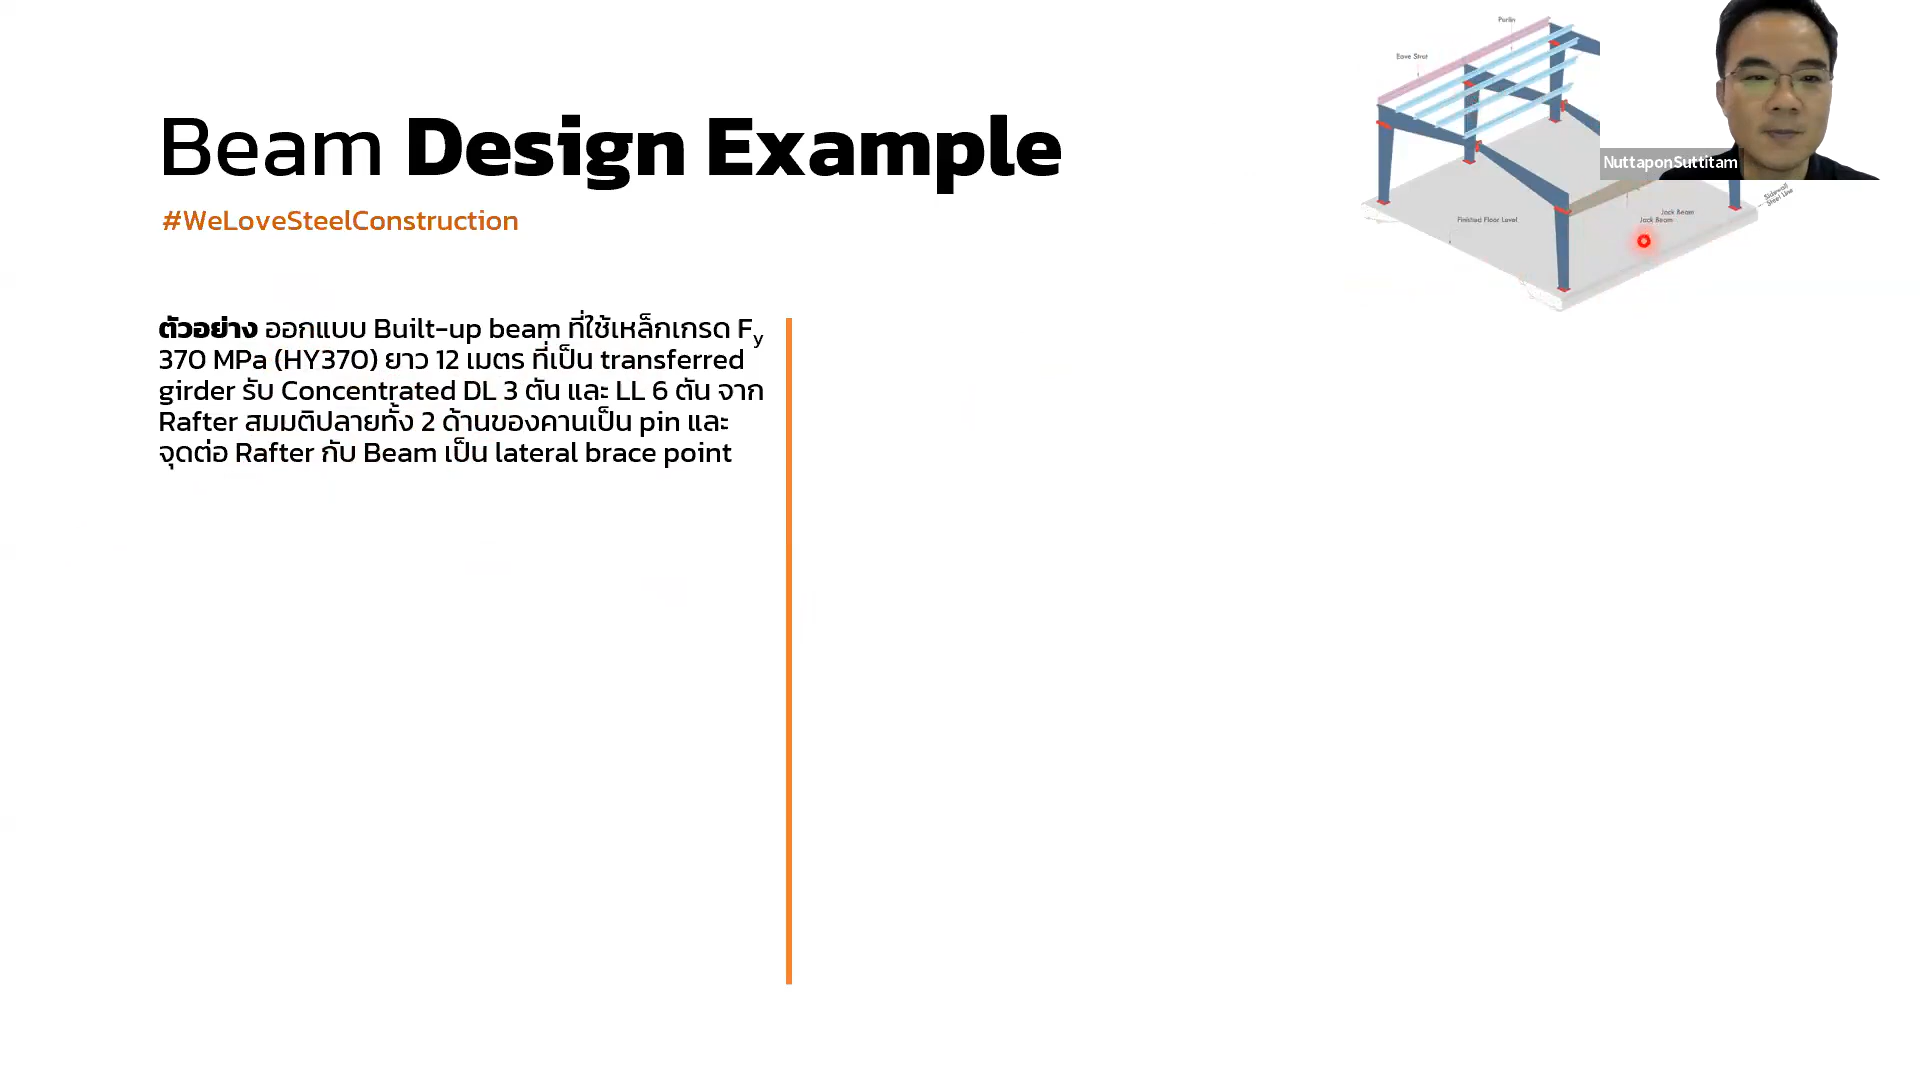 Purlin
Eave Strut
Beam Design Example
NuttaponSuttitam
Sidewall
Steel Line
#WeLoveSteelConstruction
Finished Floor Level
Jack Beam
Jack Beam
ตัวอย่าง ออกแบบ Built-up beam ที่ใช้เหล็กเกรด Fy
370 MPa (HY370) ยาว 12 เมตร ที่เป็น transferred
girder รับ Concentrated DL 3 ตัน และ LL 6 ตัน จาก
Rafter สมมติปลายทั้ง 2 ด้านของคานเป็น pin และ
จุดต่อ Rafter กับ Beam เป็น lateral brace point